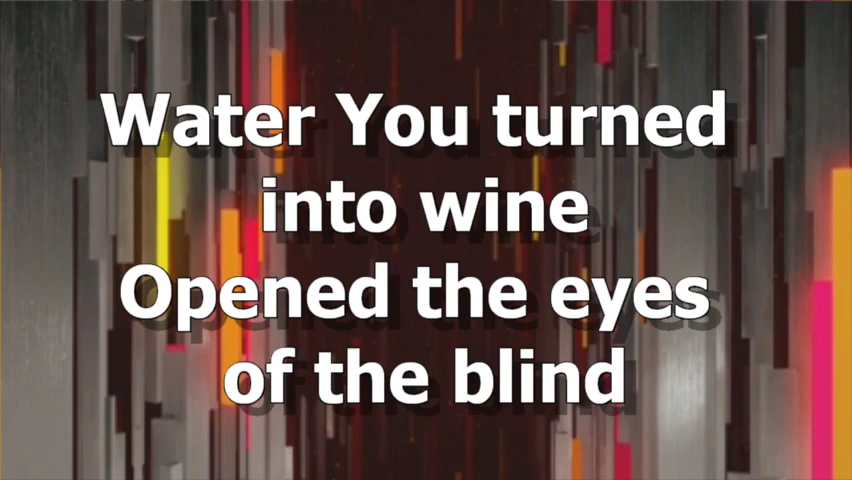 Water You turned
into wine
Opened the eyes
of the blind